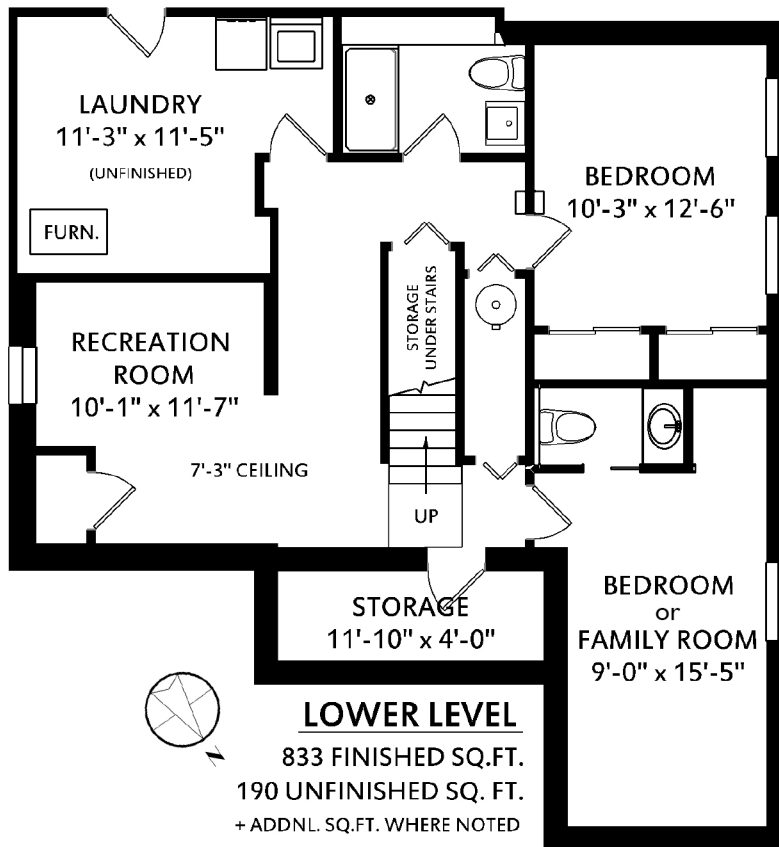 LAUNDRY
11'-3" x 11'-5"
(UNFINISHED)
FURN.
BEDROOM
10'-3" x 12'-6"
STORAGE
UNDER STAIRS
RECREATION
ROOM
10'-1" x 11'-7"
7'-3" CEILING
UP
BEDROOM
or
FAMILY ROOM
9'-0" x 15'-5"
STORAGE
11'-10" x 4'-0"
N
LOWER LEVEL
833 FINISHED SQ.FT.
190 UNFINISHED SQ. FT.
+ ADDNL. SQ.FT. WHERE NOTED